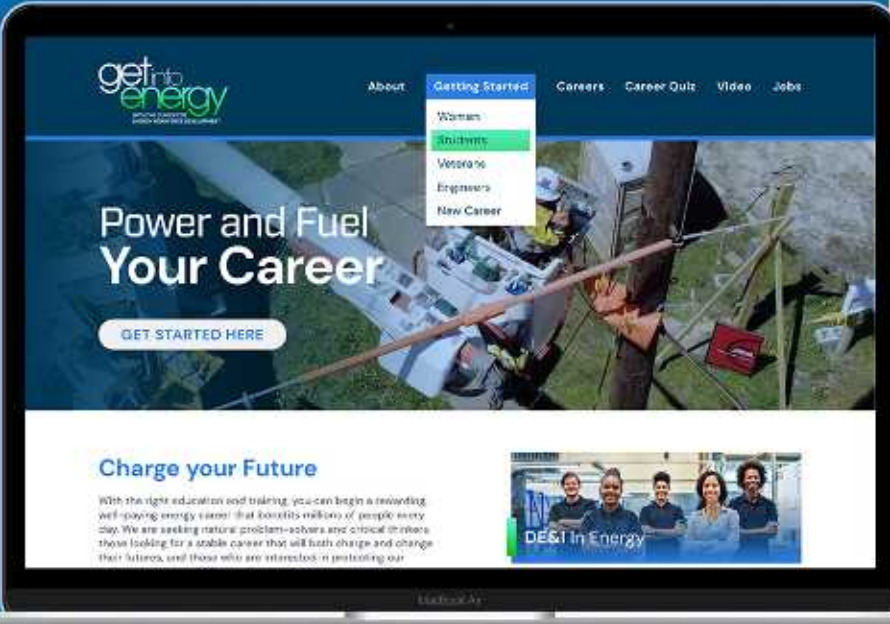 get into
energy
About
Getting Started
Careers
Career Quiz
Video
Jobs
Women
Students
Veterans
Engineers
New Career
Power and Fuel
Your Career
GET STARTED HERE
Charge your Future
With the right education and training, you can begin a rewarding,
well-paying energy career that benefits millions of people every
day. We are seeking natural problem-solvers and critical thinkers
those looking for a stable career that will both charge and change
their futures, and those who are interested in protecting our
DE&I In Energy
MacBook Air